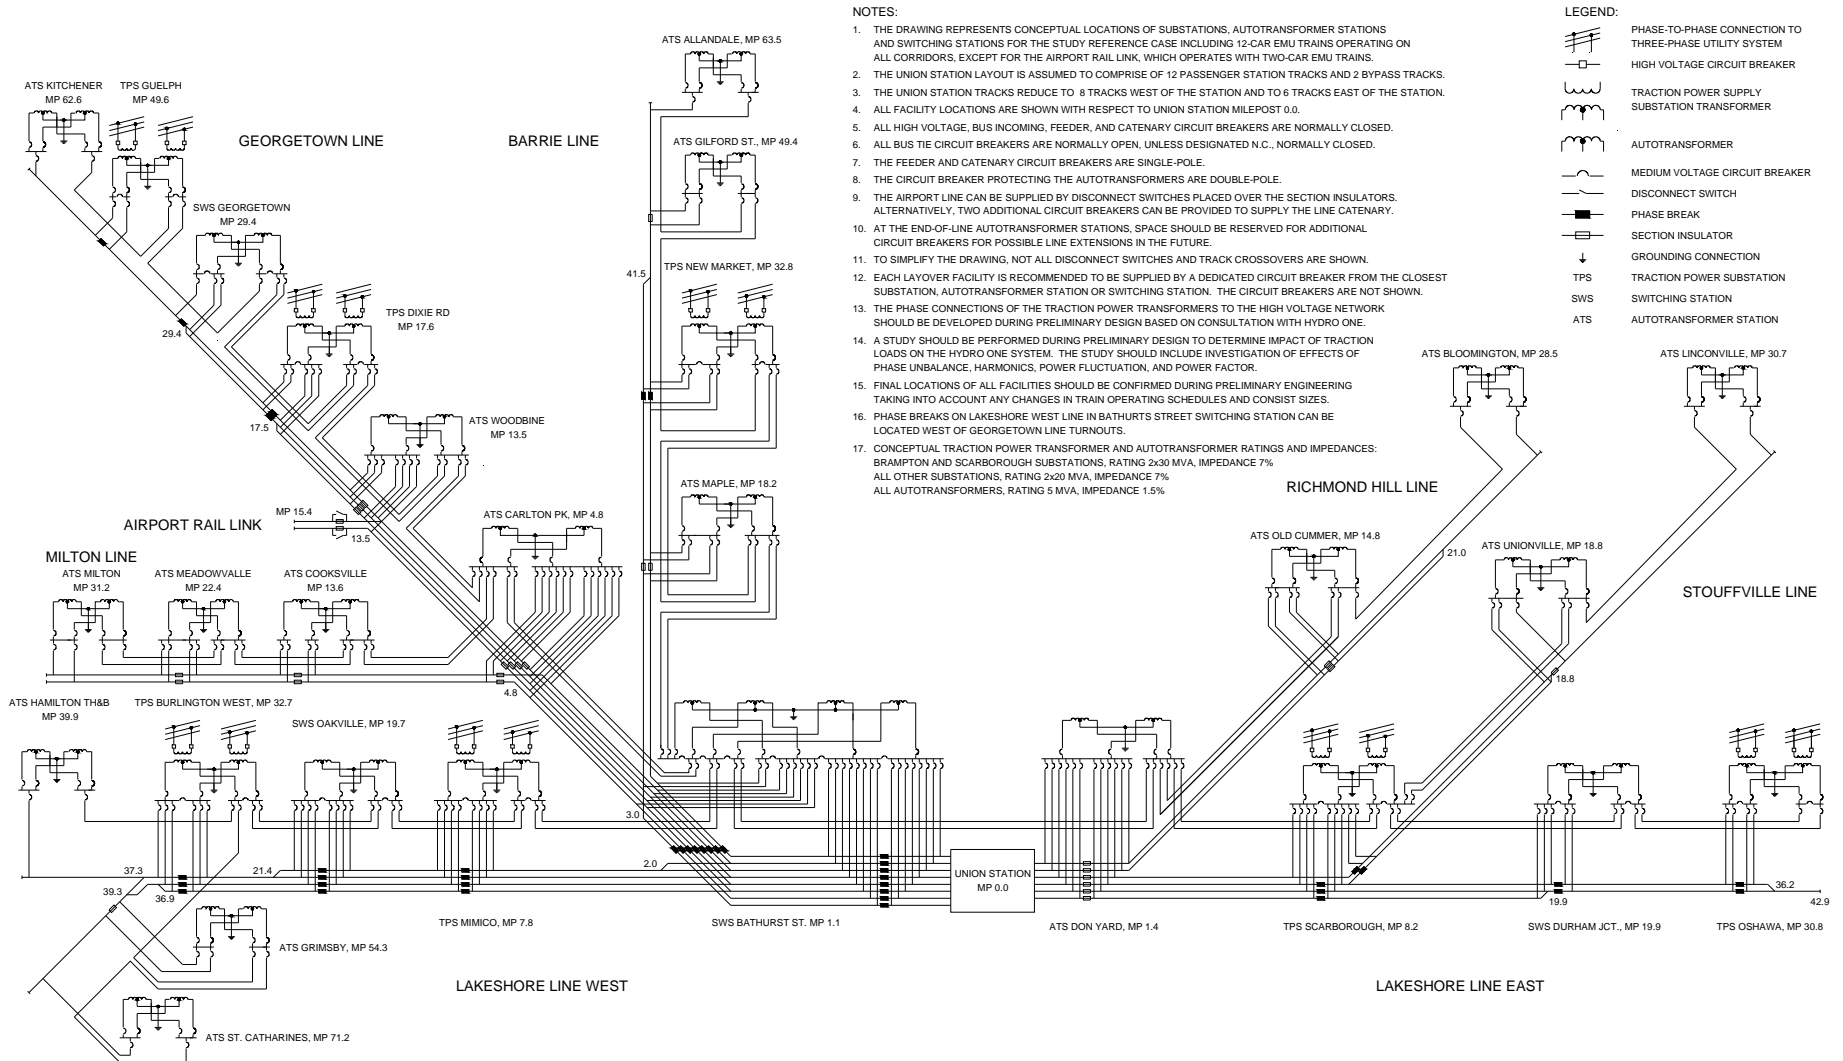 NOTES:
1. THE DRAWING REPRESENTS CONCEPTUAL LOCATIONS OF SUBSTATIONS, AUTOTRANSFORMER STATIONS
AND SWITCHING STATIONS FOR THE STUDY REFERENCE CASE INCLUDING 12-CAR EMU TRAINS OPERATING ON
ALL CORRIDORS, EXCEPT FOR THE AIRPORT RAIL LINK, WHICH OPERATES WITH TWO-CAR EMU TRAINS.
2. THE UNION STATION LAYOUT IS ASSUMED TO COMPRISE OF 12 PASSENGER STATION TRACKS AND 2 BYPASS TRACKS.
3. THE UNION STATION TRACKS REDUCE TO 8 TRACKS WEST OF THE STATION AND TO 6 TRACKS EAST OF THE STATION.
4. ALL FACILITY LOCATIONS ARE SHOWN WITH RESPECT TO UNION STATION MILEPOST 0.0.
5. ALL HIGH VOLTAGE, BUS INCOMING, FEEDER, AND CATENARY CIRCUIT BREAKERS ARE NORMALLY CLOSED.
6. ALL BUS TIE CIRCUIT BREAKERS ARE NORMALLY OPEN, UNLESS DESIGNATED N.C., NORMALLY CLOSED.
7. THE FEEDER AND CATENARY CIRCUIT BREAKERS ARE SINGLE-POLE.
8. THE CIRCUIT BREAKER PROTECTING THE AUTOTRANSFORMERS ARE DOUBLE-POLE.
9. THE AIRPORT LINE CAN BE SUPPLIED BY DISCONNECT SWITCHES PLACED OVER THE SECTION INSULATORS.
ALTERNATIVELY, TWO ADDITIONAL CIRCUIT BREAKERS CAN BE PROVIDED TO SUPPLY THE LINE CATENARY.
10. AT THE END-OF-LINE AUTOTRANSFORMER STATIONS, SPACE SHOULD BE RESERVED FOR ADDITIONAL
CIRCUIT BREAKERS FOR POSSIBLE LINE EXTENSIONS IN THE FUTURE.
11. TO SIMPLIFY THE DRAWING, NOT ALL DISCONNECT SWITCHES AND TRACK CROSSOVERS ARE SHOWN.
12. EACH LAYOVER FACILITY IS RECOMMENDED TO BE SUPPLIED BY A DEDICATED CIRCUIT BREAKER FROM THE CLOSEST
SUBSTATION, AUTOTRANSFORMER STATION OR SWITCHING STATION. THE CIRCUIT BREAKERS ARE NOT SHOWN.
13. THE PHASE CONNECTIONS OF THE TRACTION POWER TRANSFORMERS TO THE HIGH VOLTAGE NETWORK
SHOULD BE DEVELOPED DURING PRELIMINARY DESIGN BASED ON CONSULTATION WITH HYDRO ONE.
14. A STUDY SHOULD BE PERFORMED DURING PRELIMINARY DESIGN TO DETERMINE IMPACT OF TRACTION
LOADS ON THE HYDRO ONE SYSTEM. THE STUDY SHOULD INCLUDE INVESTIGATION OF EFFECTS OF
PHASE UNBALANCE, HARMONICS, POWER FLUCTUATION, AND POWER FACTOR.
15. FINAL LOCATIONS OF ALL FACILITIES SHOULD BE CONFIRMED DURING PRELIMINARY ENGINEERING
TAKING INTO ACCOUNT ANY CHANGES IN TRAIN OPERATING SCHEDULES AND CONSIST SIZES.
16. PHASE BREAKS ON LAKESHORE WEST LINE IN BATHURTS STREET SWITCHING STATION CAN BE
LOCATED WEST OF GEORGETOWN LINE TURNOUTS.
17. CONCEPTUAL TRACTION POWER TRANSFORMER AND AUTOTRANSFORMER RATINGS AND IMPEDANCES:
BRAMPTON AND SCARBOROUGH SUBSTATIONS, RATING 2x30 MVA, IMPEDANCE 7%
ALL OTHER SUBSTATIONS, RATING 2x20 MVA, IMPEDANCE 7%
ALL AUTOTRANSFORMERS, RATING 5 MVA, IMPEDANCE 1.5%
LEGEND:
PHASE-TO-PHASE CONNECTION TO
THREE-PHASE UTILITY SYSTEM
HIGH VOLTAGE CIRCUIT BREAKER
TRACTION POWER SUPPLY
SUBSTATION TRANSFORMER
AUTOTRANSFORMER
MEDIUM VOLTAGE CIRCUIT BREAKER
DISCONNECT SWITCH
PHASE BREAK
SECTION INSULATOR
GROUNDING CONNECTION
TPS TRACTION POWER SUBSTATION
SWS SWITCHING STATION
ATS AUTOTRANSFORMER STATION
ATS KITCHENER
MP 62.6
TPS GUELPH
MP 49.6
GEORGETOWN LINE
SWS GEORGETOWN
MP 29.4
29.4
TPS DIXIE RD
MP 17.6
17.5
ATS WOODBINE
MP 13.5
MP 15.4
13.5
AIRPORT RAIL LINK
ATS CARLTON PK, MP 4.8
4.8
BARRIE LINE
ATS ALLANDALE, MP 63.5
ATS GILFORD ST., MP 49.4
41.5
TPS NEW MARKET, MP 32.8
ATS MAPLE, MP 18.2
3.0
MILTON LINE
ATS MILTON
MP 31.2
ATS MEADOWVALLE
MP 22.4
ATS COOKSVILLE
MP 13.6
ATS HAMILTON TH&B
MP 39.9
TPS BURLINGTON WEST, MP 32.7
SWS OAKVILLE, MP 19.7
37.3
39.3
36.9
21.4
2.0
TPS MIMICO, MP 7.8
SWS BATHURST ST. MP 1.1
ATS GRIMSBY, MP 54.3
ATS ST. CATHARINES, MP 71.2
LAKESHORE LINE WEST
UNION STATION
MP 0.0
ATS BLOOMINGTON, MP 28.5
RICHMOND HILL LINE
ATS OLD CUMMER, MP 14.8
21.0
ATS LINCONVILLE, MP 30.7
ATS UNIONVILLE, MP 18.8
18.8
STOUFFVILLE LINE
ATS DON YARD, MP 1.4
TPS SCARBOROUGH, MP 8.2
19.9
SWS DURHAM JCT., MP 19.9
36.2
42.9
TPS OSHAWA, MP 30.8
LAKESHORE LINE EAST